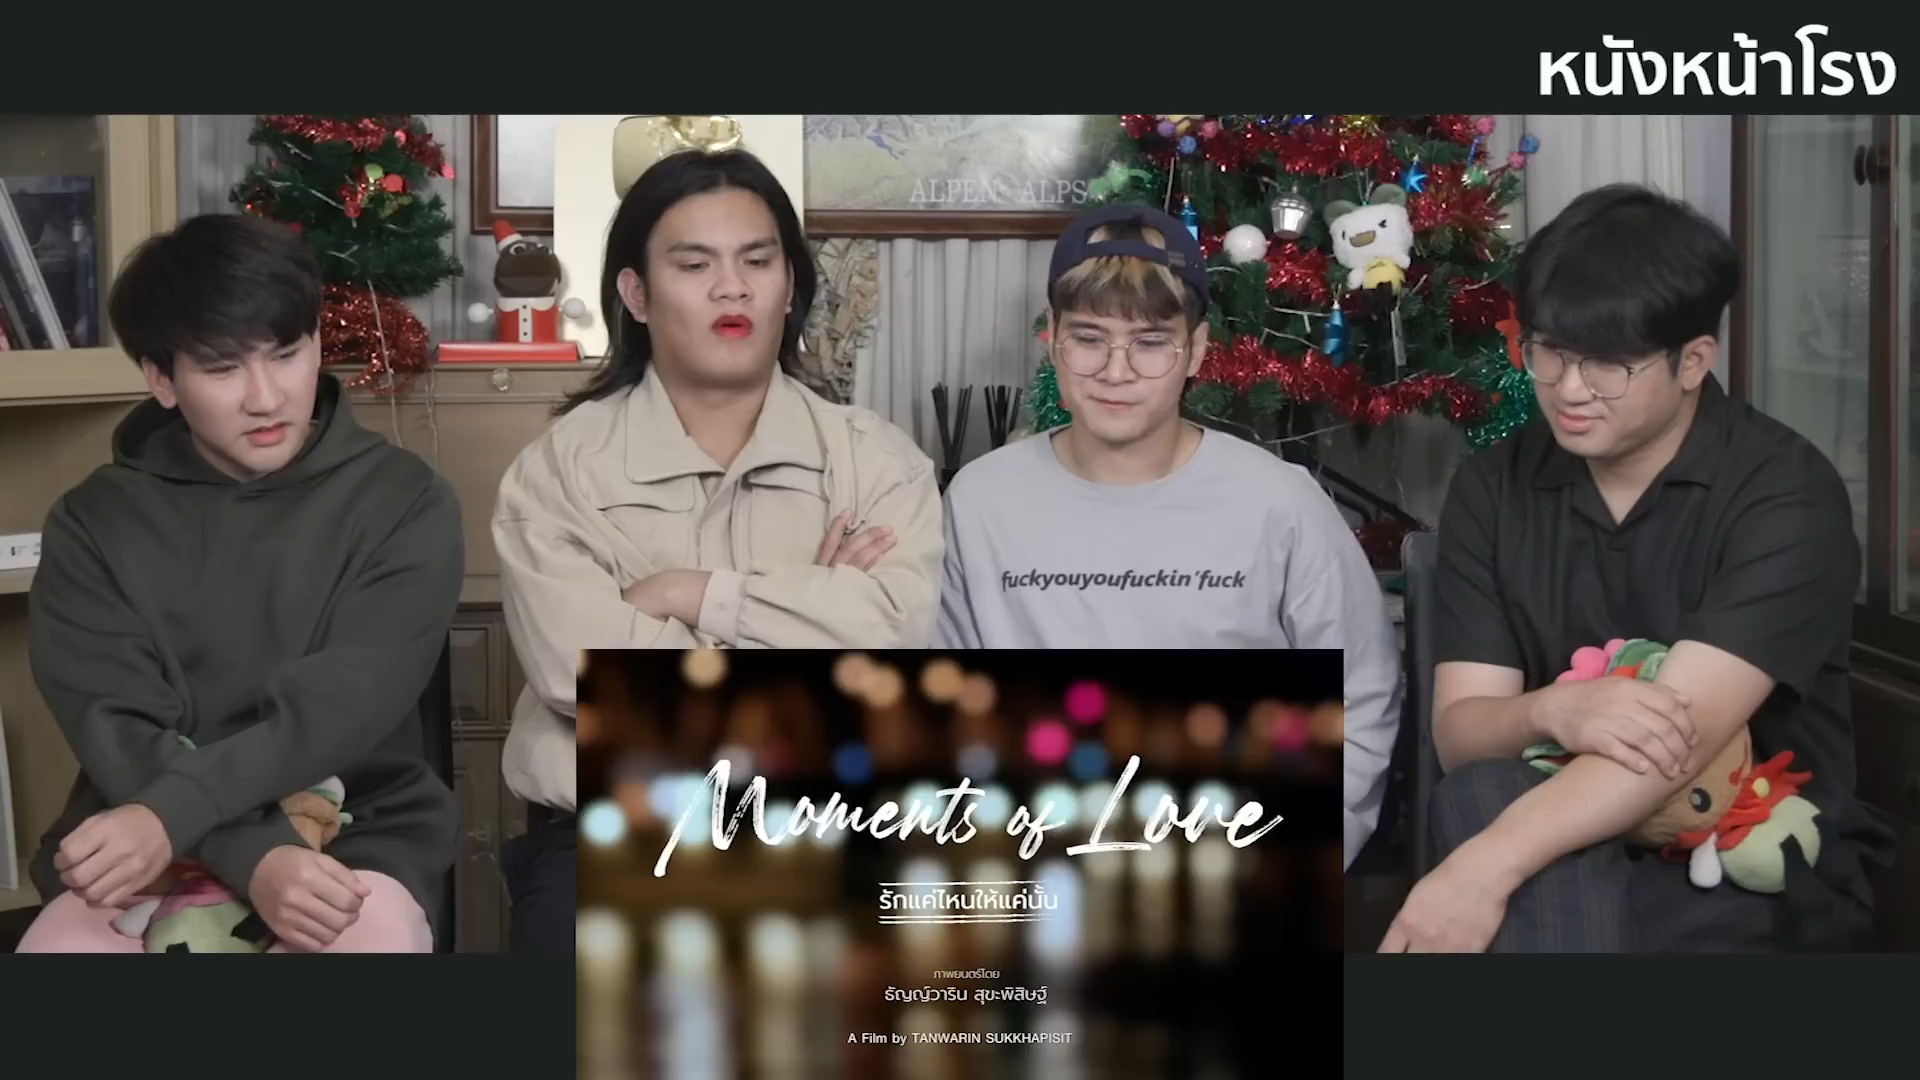 หนังหน้าโรง
ALPEN ALPS
fuckyouyoufuckin'fuck
Moments of Love
รักแค่ไหนให้แค่นั้น
ภาพยนตร์โดย
ธัญญ์วาริน สุขะพิสิษฐ์
A Film by TANWARIN SUKKHAPISIT